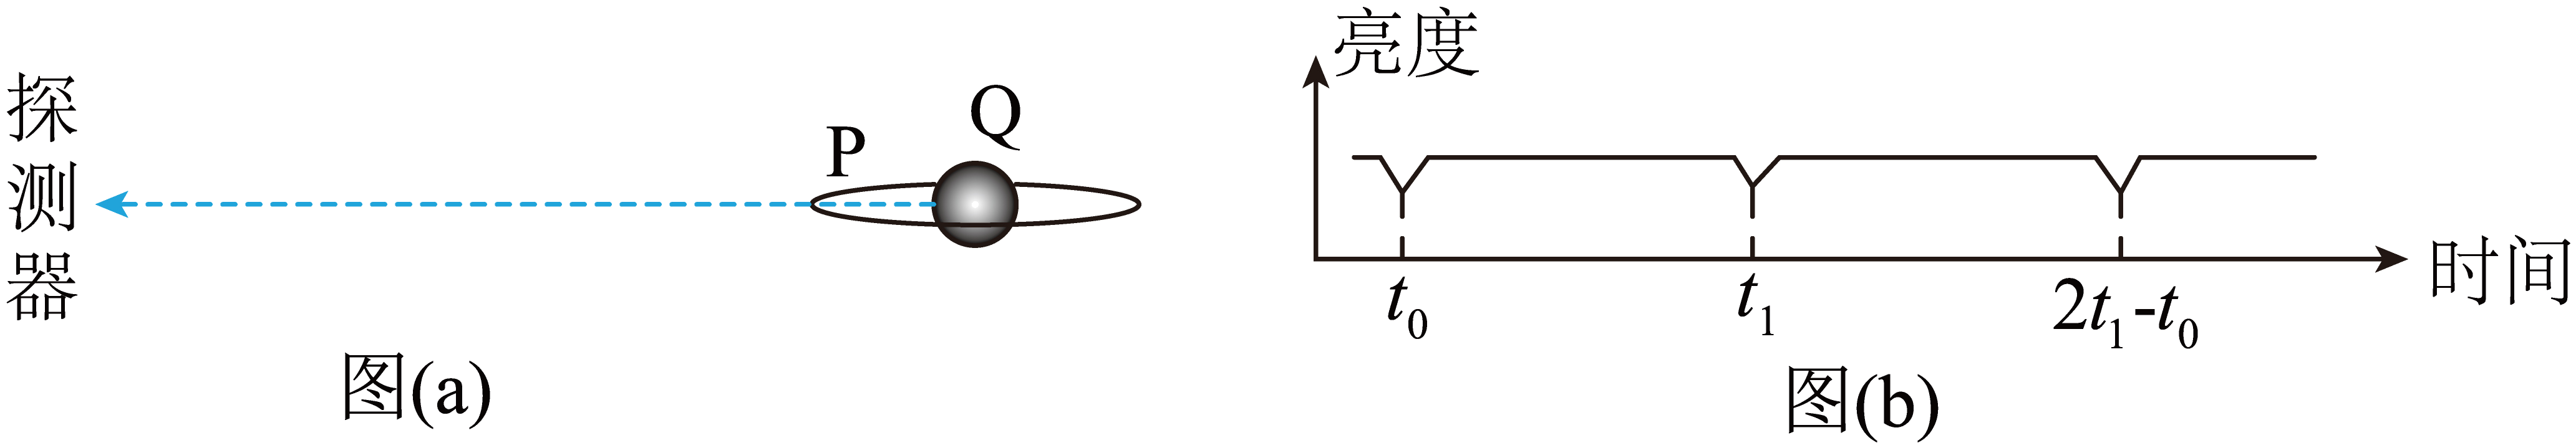 探测器
P
Q
图(a)
亮度
t₀
t₁
2t₁-t₀
时间
图(b)